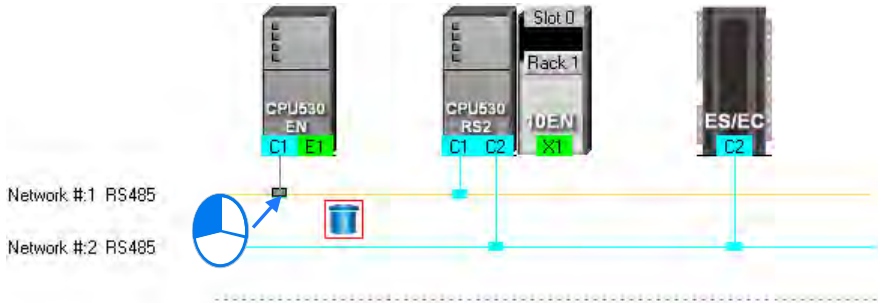 Slot 0
Rack 1
CPU530
EN
C1 E1
CPU530
RS2
C1 C2
10EN
X1
ES/EC
C2
Network #:1 RS485
Network #:2 RS485